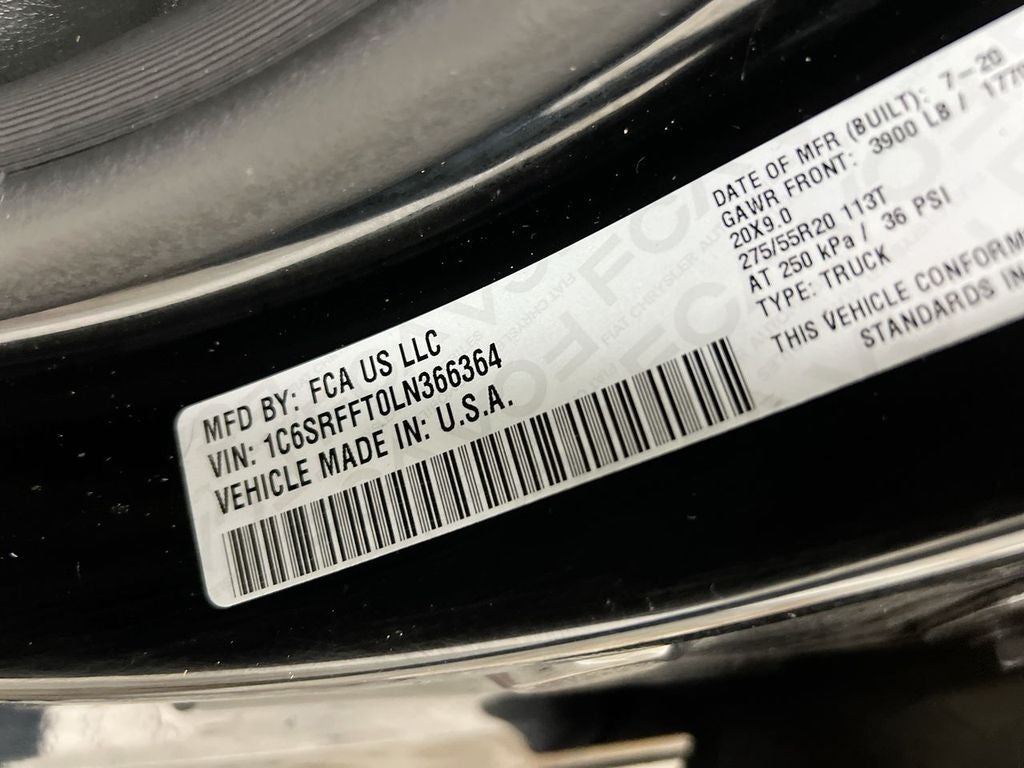 MFD BY: FCA US LLC
VIN: 1C6SRFFT0LN366364
VEHICLE MADE IN: U.S.A.
DATE OF MFR (BUILT): 7-20
GAWR FRONT: 3900 LB / 177
20X9.0
275/55R20 113T
AT 250 kPa / 36 PSI
TYPE: TRUCK
THIS VEHICLE CONFORM
STANDARDS IN